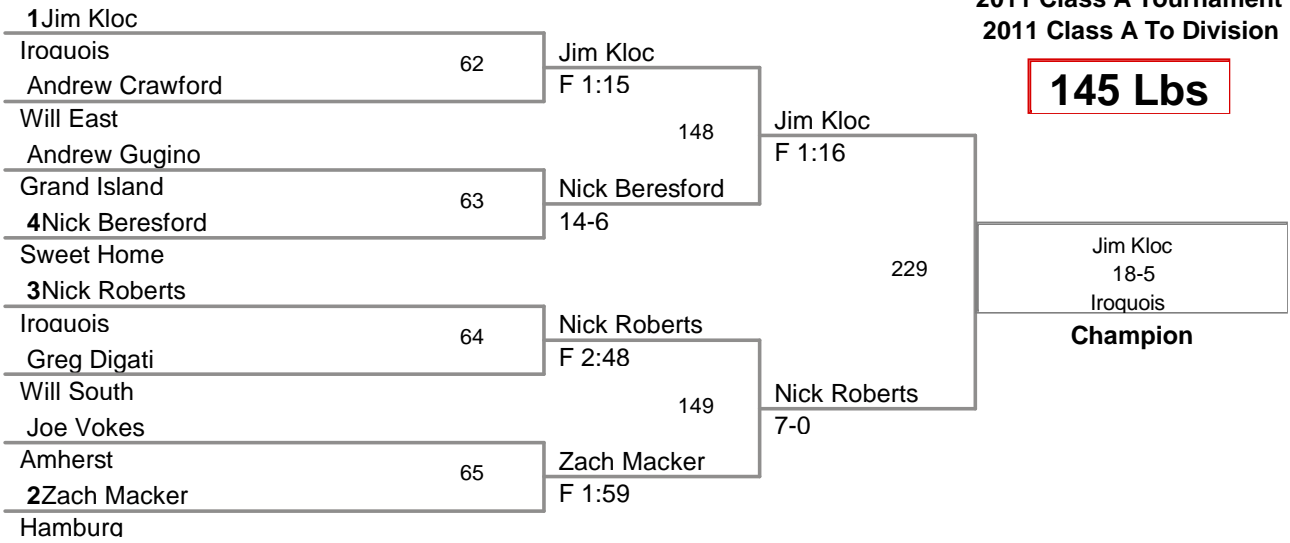 2011 Class A Tournament
2011 Class A To Division
145 Lbs
1Jim Kloc
Iroquois
Andrew Crawford
Will East
Andrew Gugino
Grand Island
4Nick Beresford
Sweet Home
3Nick Roberts
Iroquois
Greg Digati
Will South
Joe Vokes
Amherst
2Zach Macker
Hamburg
62
63
64
65
Jim Kloc
F 1:15
Nick Beresford
14-6
Nick Roberts
F 2:48
Zach Macker
F 1:59
148
149
Jim Kloc
F 1:16
Nick Roberts
7-0
229
Jim Kloc
18-5
Iroquois
Champion